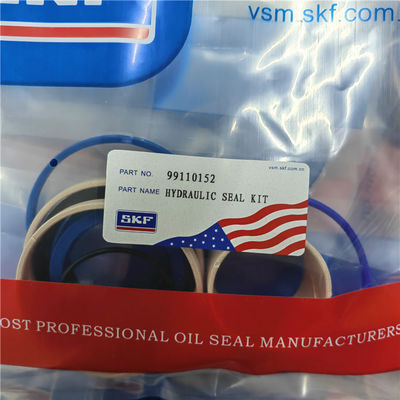 vsm.skf.com.
vsm.skf.com.cn
PART NO. 99110152
PART NAME HYDRAULIC SEAL KIT
SKF
OST PROFESSIONAL OIL SEAL MANUFACTURERS